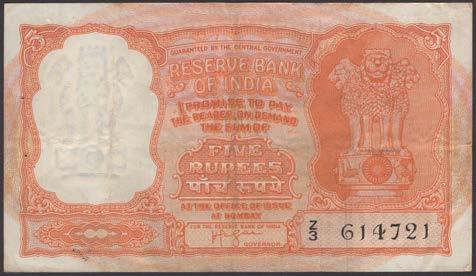 GUARANTEED BY THE CENTRAL GOVERNMENT
RESERVE BANK
OF INDIA
I PROMISE TO PAY
THE BEARER ON DEMAND
THE SUM OF
FIVE
RUPEES
पाँच रुपये
AT THE OFFICE OF ISSUE
AT BOMBAY
FOR THE RESERVE BANK OF INDIA
GOVERNOR
Z/3 614721